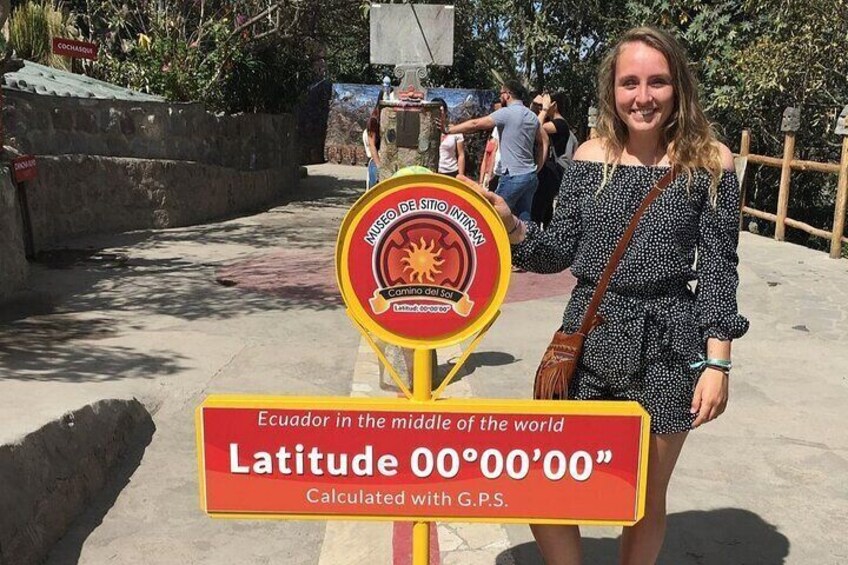 COCHASQUI
MUSEO DE SITIO INTIÑAN
Camino del Sol
Latitud: 00°00'00"
Ecuador in the middle of the world
Latitude 00°00'00"
Calculated with G.P.S.